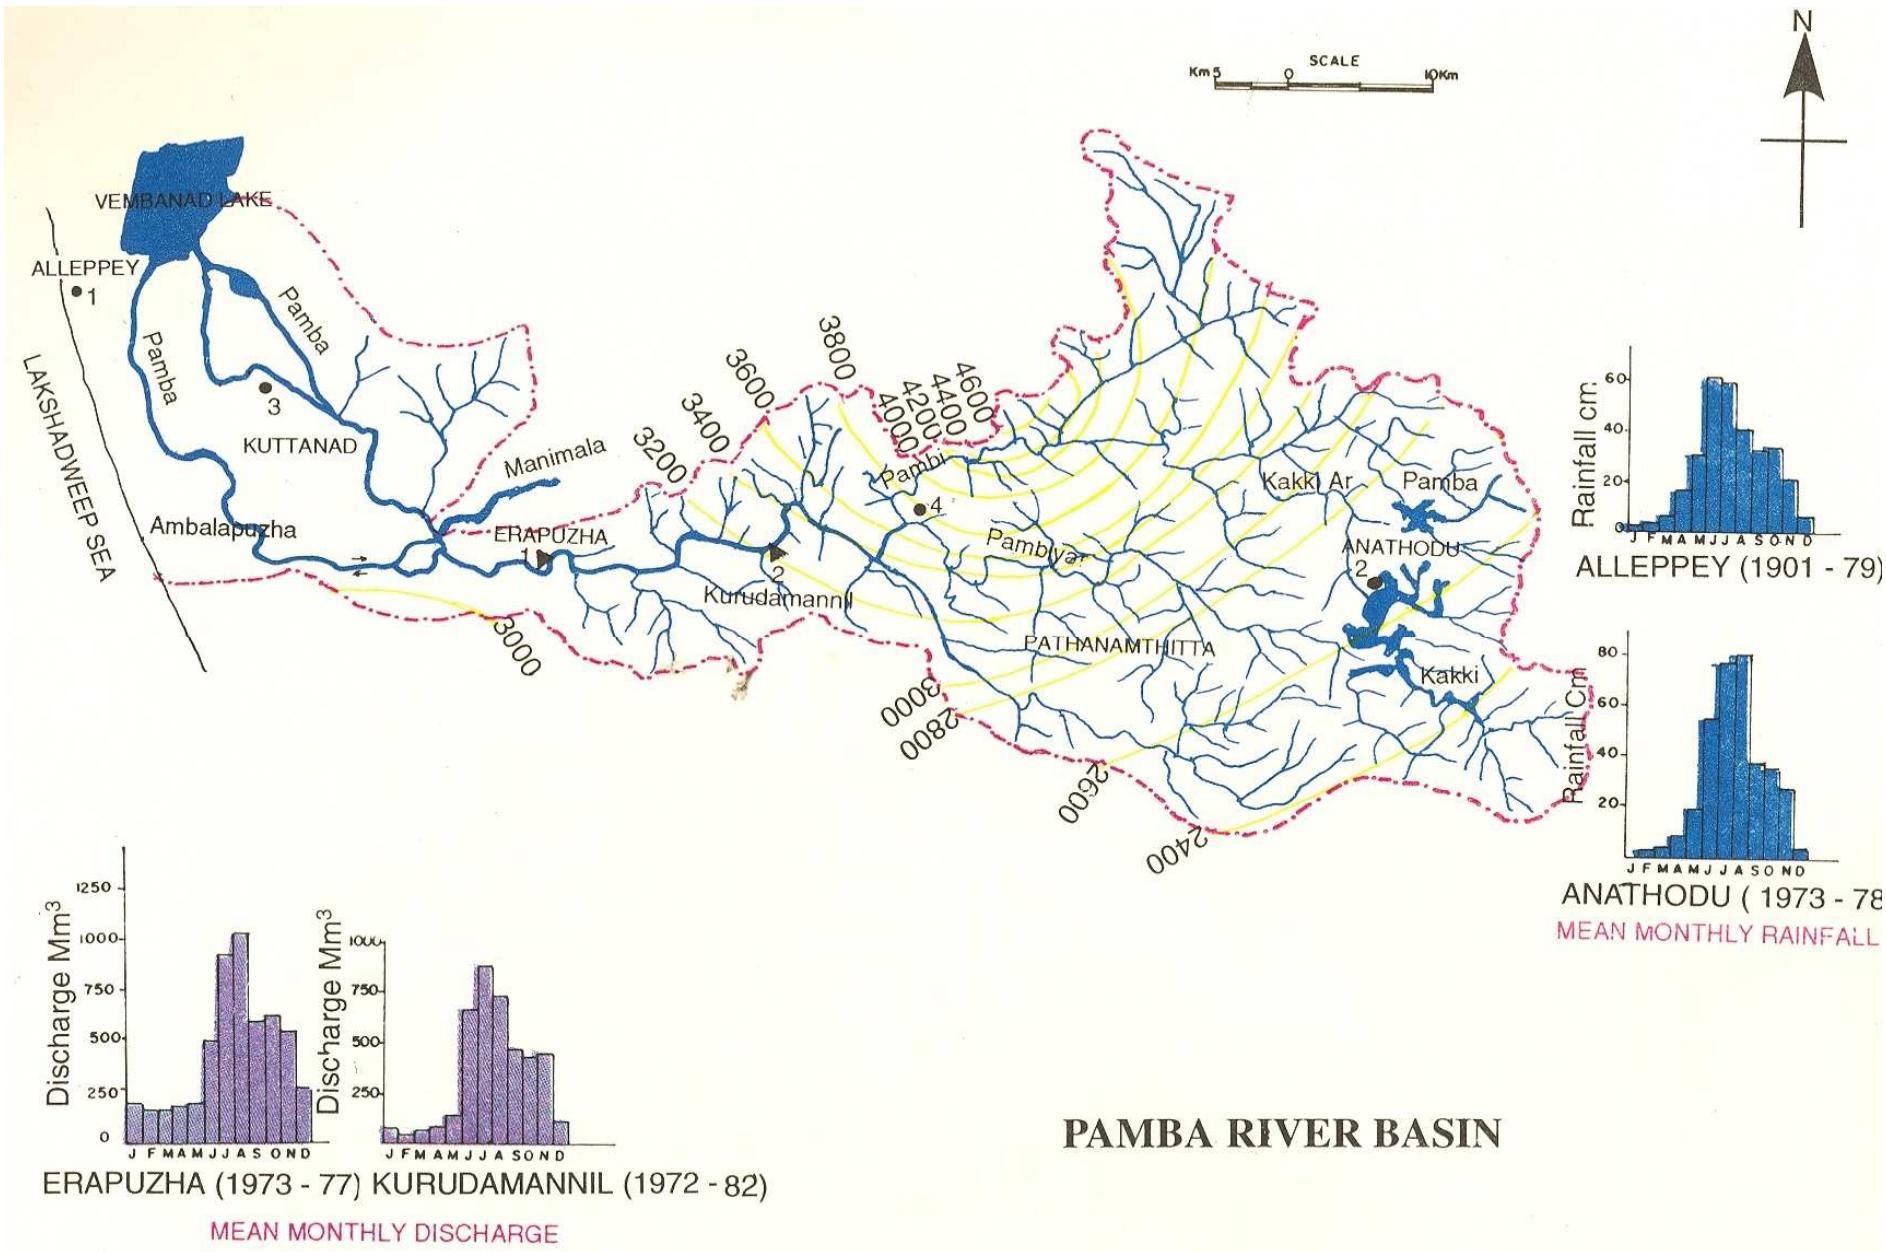 N
SCALE
Km 5 0 10Km
VEMBANAD LAKE
ALLEPPEY
1
Pamba
Pamba
3
KUTTANAD
LAKSHADWEEP SEA
Ambalapuzha
Manimala
ERAPUZHA
1
2
Kurudamannil
3000
3200
3400
3600
3800
4000
4200
4400
4600
Pambi
4
Pambiyar
PATHANAMTHITTA
Kakki Ar
Pamba
ANATHODU
2
Kakki
3000
2800
2600
2400
Rainfall cm
60
40
20
0
J F M A M J J A S O N D
ALLEPPEY (1901 - 79)
Rainfall Cm
80
60
40
20
J F M A M J J A S O N D
ANATHODU ( 1973 - 78
MEAN MONTHLY RAINFALL
Discharge Mm³
1250
1000
750
500
250
0
J F M A M J J A S O N D
ERAPUZHA (1973 - 77)
Discharge Mm³
1000
750
500
250
J F M A M J J A S O N D
KURUDAMANNIL (1972 - 82)
MEAN MONTHLY DISCHARGE
PAMBA RIVER BASIN